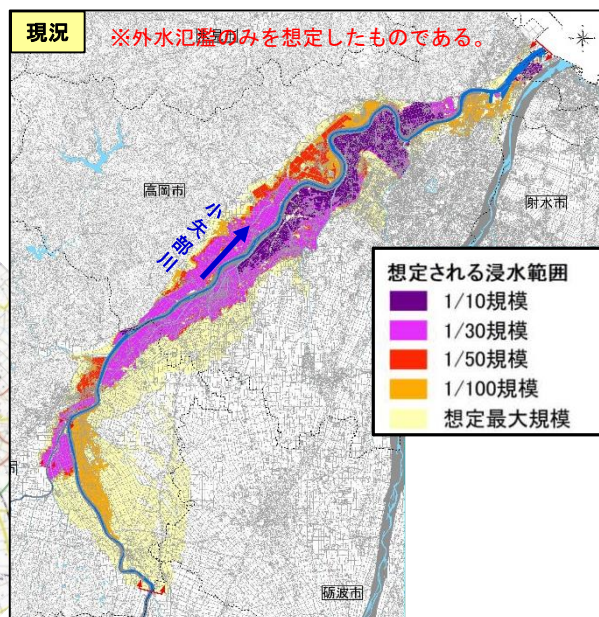 現況
※外水氾濫のみを想定したものである。
氷見市
高岡市
射水市
小矢部川
想定される浸水範囲
1/10規模
1/30規模
1/50規模
1/100規模
想定最大規模
砺波市